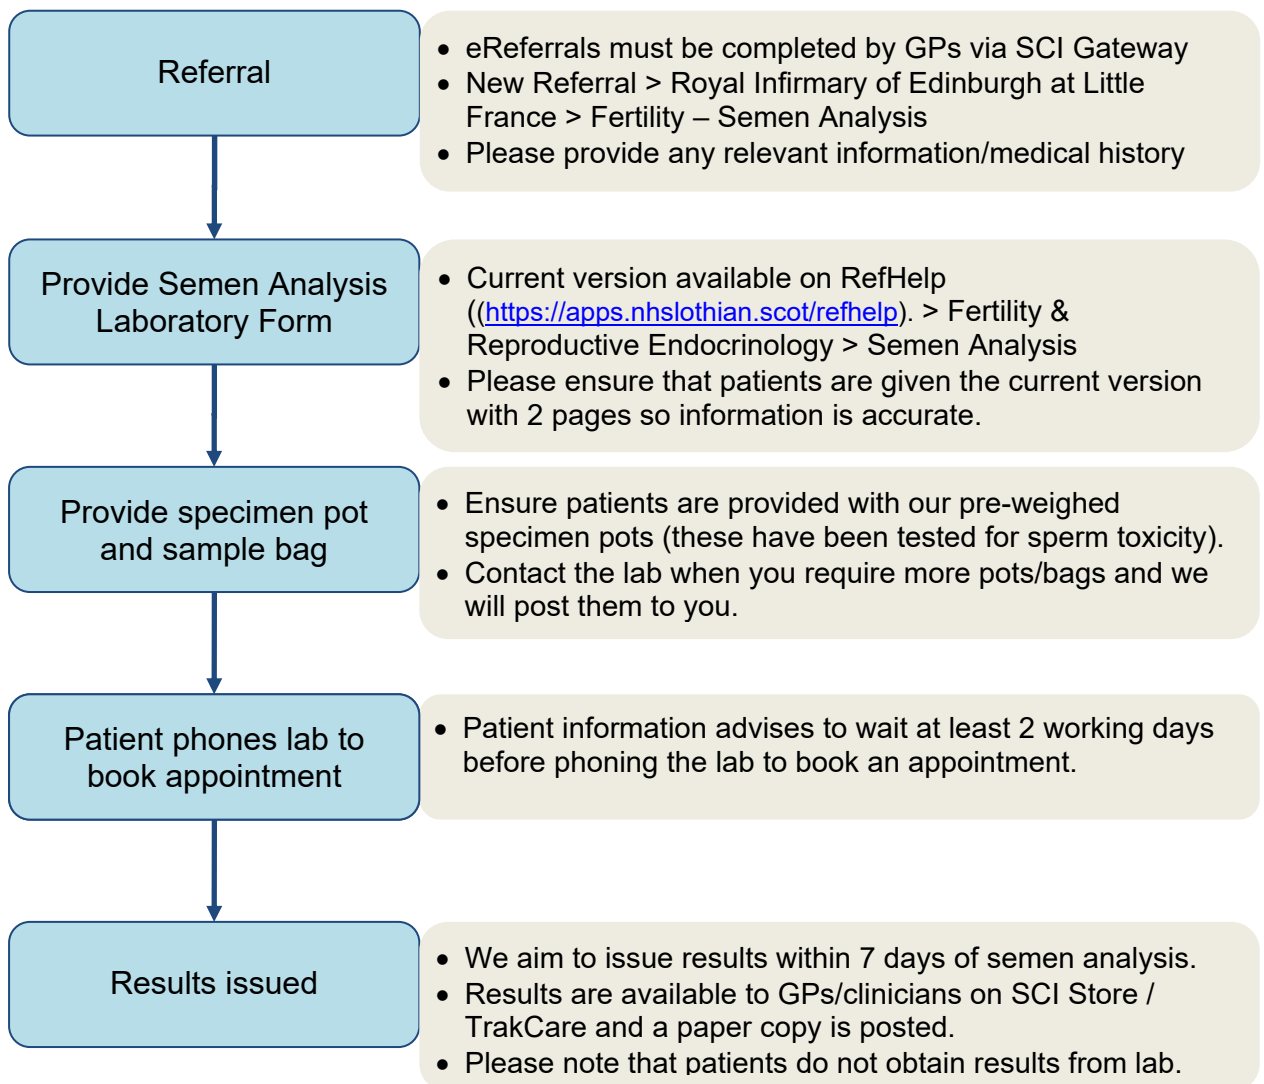 Referral
• eReferrals must be completed by GPs via SCI Gateway
• New Referral > Royal Infirmary of Edinburgh at Little
France > Fertility – Semen Analysis
• Please provide any relevant information/medical history
Provide Semen Analysis
Laboratory Form
• Current version available on RefHelp
((https://apps.nhslothian.scot/refhelp). > Fertility &
Reproductive Endocrinology > Semen Analysis
• Please ensure that patients are given the current version
with 2 pages so information is accurate.
Provide specimen pot
and sample bag
• Ensure patients are provided with our pre-weighed
specimen pots (these have been tested for sperm toxicity).
• Contact the lab when you require more pots/bags and we
will post them to you.
Patient phones lab to
book appointment
• Patient information advises to wait at least 2 working days
before phoning the lab to book an appointment.
Results issued
• We aim to issue results within 7 days of semen analysis.
• Results are available to GPs/clinicians on SCI Store /
TrakCare and a paper copy is posted.
• Please note that patients do not obtain results from lab.